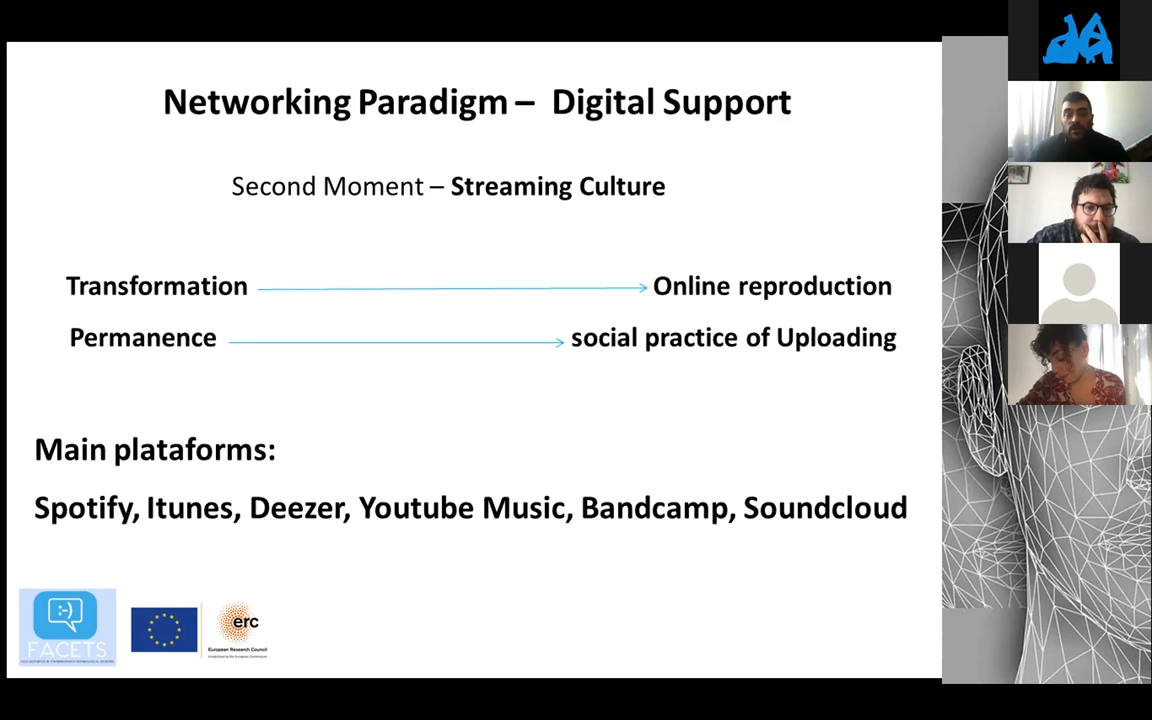 Networking Paradigm – Digital Support
Second Moment – Streaming Culture
Transformation Online reproduction
Permanence social practice of Uploading
Main plataforms:
Spotify, Itunes, Deezer, Youtube Music, Bandcamp, Soundcloud
:-)
FACETS
erc
European Research Council